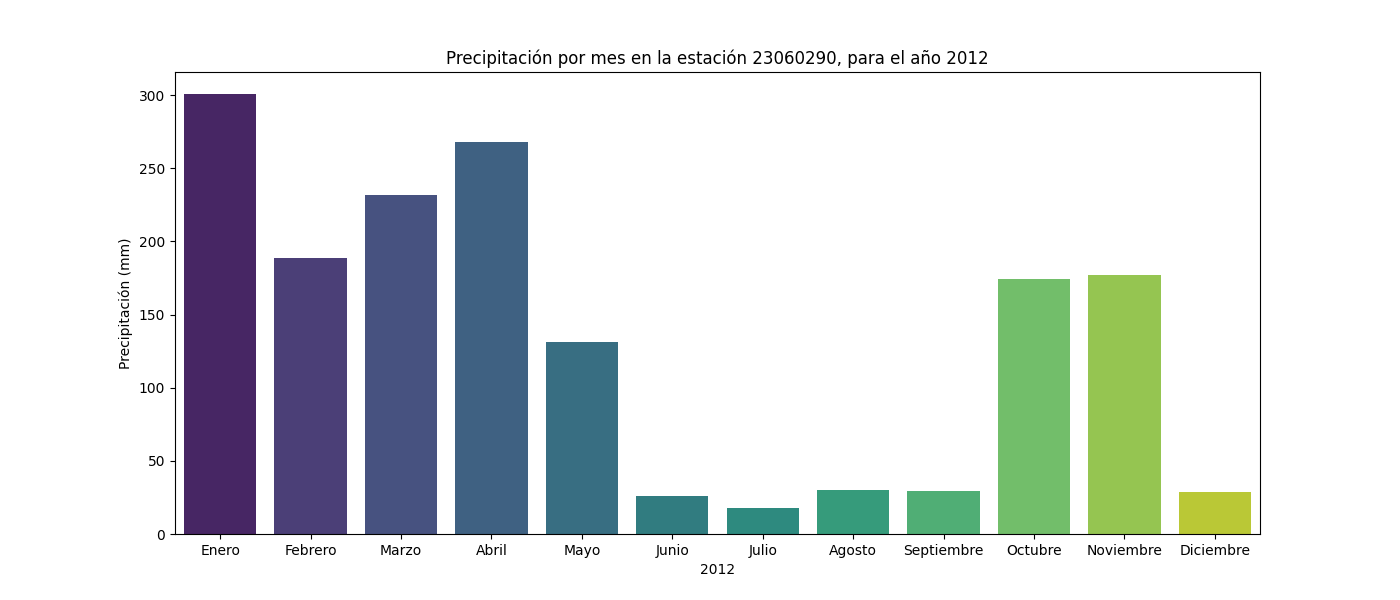 Precipitación por mes en la estación 23060290, para el año 2012
Precipitación (mm)
300
250
200
150
100
50
0
Enero Febrero Marzo Abril Mayo Junio Julio Agosto Septiembre Octubre Noviembre Diciembre
2012